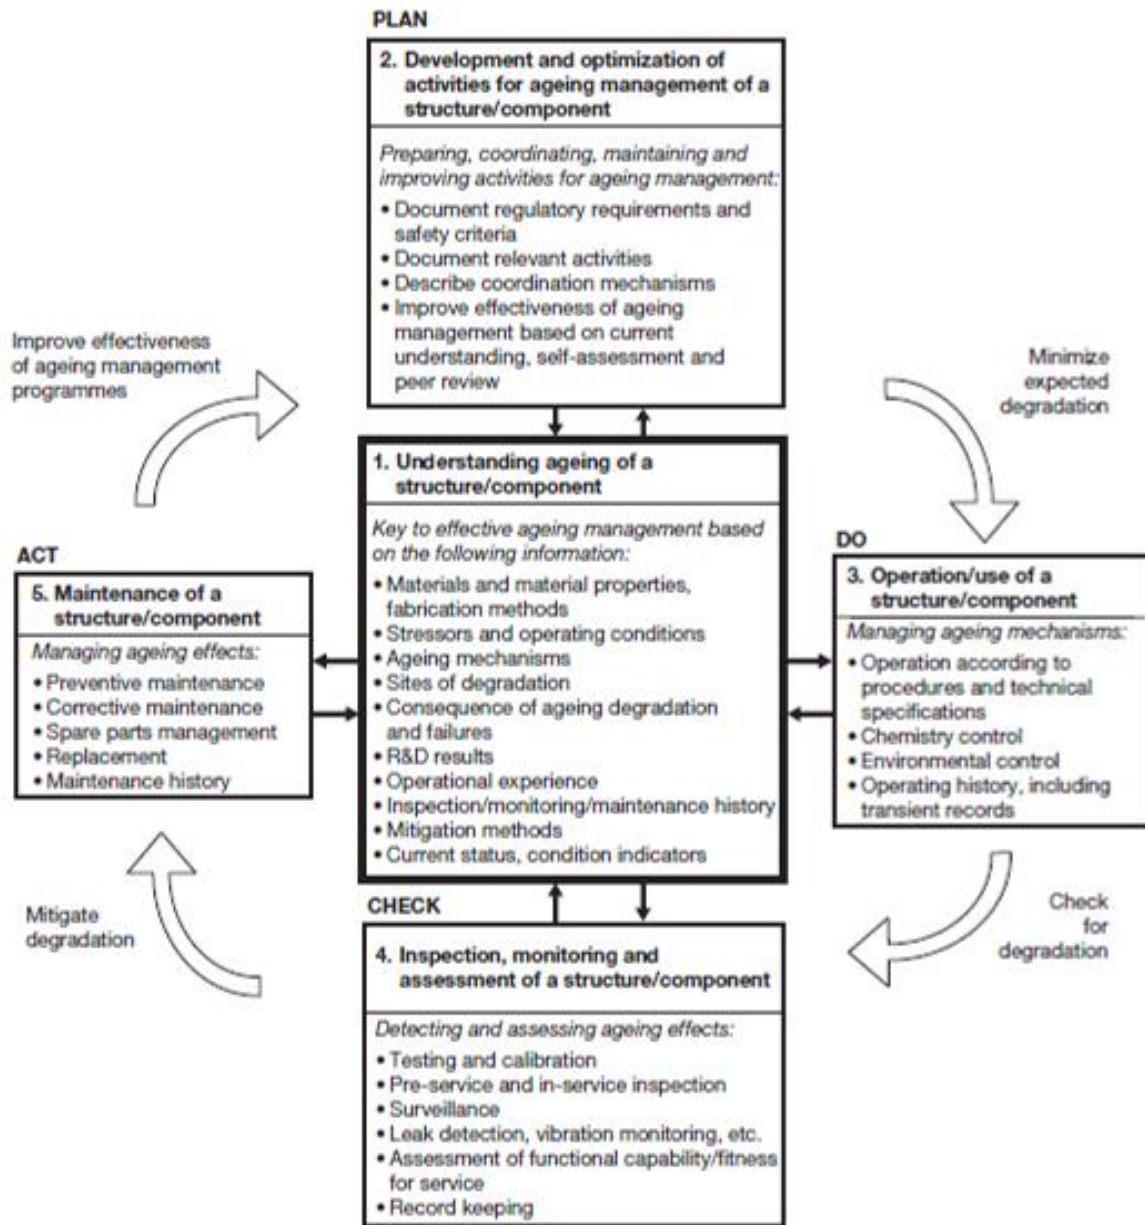 PLAN
2. Development and optimization of
activities for ageing management of a
structure/component
Preparing, coordinating, maintaining and
improving activities for ageing management:
• Document regulatory requirements and
safety criteria
• Document relevant activities
• Describe coordination mechanisms
• Improve effectiveness of ageing
management based on current
understanding, self-assessment and
peer review
Improve effectiveness
of ageing management
programmes
Minimize
expected
degradation
1. Understanding ageing of a
structure/component
Key to effective ageing management based
on the following information:
• Materials and material properties,
fabrication methods
• Stressors and operating conditions
• Ageing mechanisms
• Sites of degradation
• Consequence of ageing degradation
and failures
• R&D results
• Operational experience
• Inspection/monitoring/maintenance history
• Mitigation methods
• Current status, condition indicators
ACT
5. Maintenance of a
structure/component
Managing ageing effects:
• Preventive maintenance
• Corrective maintenance
• Spare parts management
• Replacement
• Maintenance history
DO
3. Operation/use of a
structure/component
Managing ageing mechanisms:
• Operation according to
procedures and technical
specifications
• Chemistry control
• Environmental control
• Operating history, including
transient records
Mitigate
degradation
Check
for
degradation
CHECK
4. Inspection, monitoring and
assessment of a structure/component
Detecting and assessing ageing effects:
• Testing and calibration
• Pre-service and in-service inspection
• Surveillance
• Leak detection, vibration monitoring, etc.
• Assessment of functional capability/fitness
for service
• Record keeping